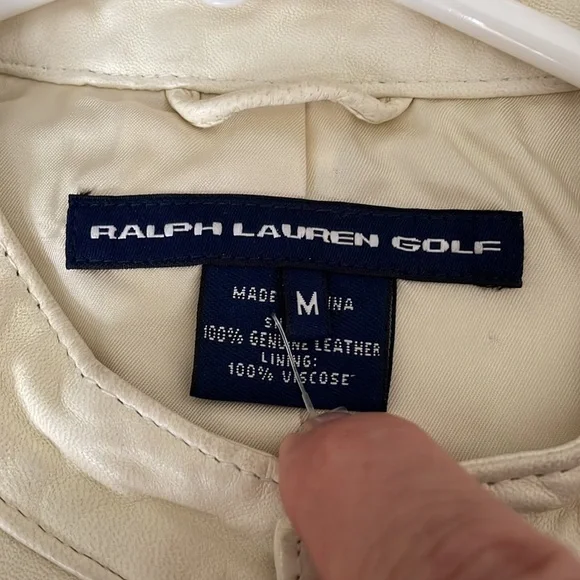 RALPH LAUREN GOLF
M
MADE
100% GENUINE LEATHER
LINING:
100% VISCOSE